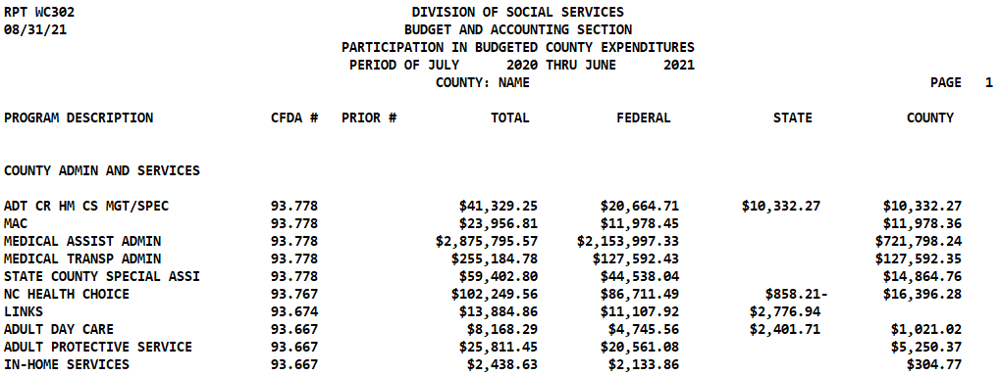 RPT WC302 DIVISION OF SOCIAL SERVICES
08/31/21 BUDGET AND ACCOUNTING SECTION
PARTICIPATION IN BUDGETED COUNTY EXPENDITURES
PERIOD OF JULY 2020 THRU JUNE 2021
COUNTY: NAME PAGE 1
PROGRAM DESCRIPTION CFDA # PRIOR # TOTAL FEDERAL STATE COUNTY
COUNTY ADMIN AND SERVICES
ADT CR HM CS MGT/SPEC 93.778 $41,329.25 $20,664.71 $10,332.27 $10,332.27
MAC 93.778 $23,956.81 $11,978.45 $11,978.36
MEDICAL ASSIST ADMIN 93.778 $2,875,795.57 $2,153,997.33 $721,798.24
MEDICAL TRANSP ADMIN 93.778 $255,184.78 $127,592.43 $127,592.35
STATE COUNTY SPECIAL ASSI 93.778 $59,402.80 $44,538.04 $14,864.76
NC HEALTH CHOICE 93.767 $102,249.56 $86,711.49 $858.21- $16,396.28
LINKS 93.674 $13,884.86 $11,107.92 $2,776.94
ADULT DAY CARE 93.667 $8,168.29 $4,745.56 $2,401.71 $1,021.02
ADULT PROTECTIVE SERVICE 93.667 $25,811.45 $20,561.08 $5,250.37
IN-HOME SERVICES 93.667 $2,438.63 $2,133.86 $304.77